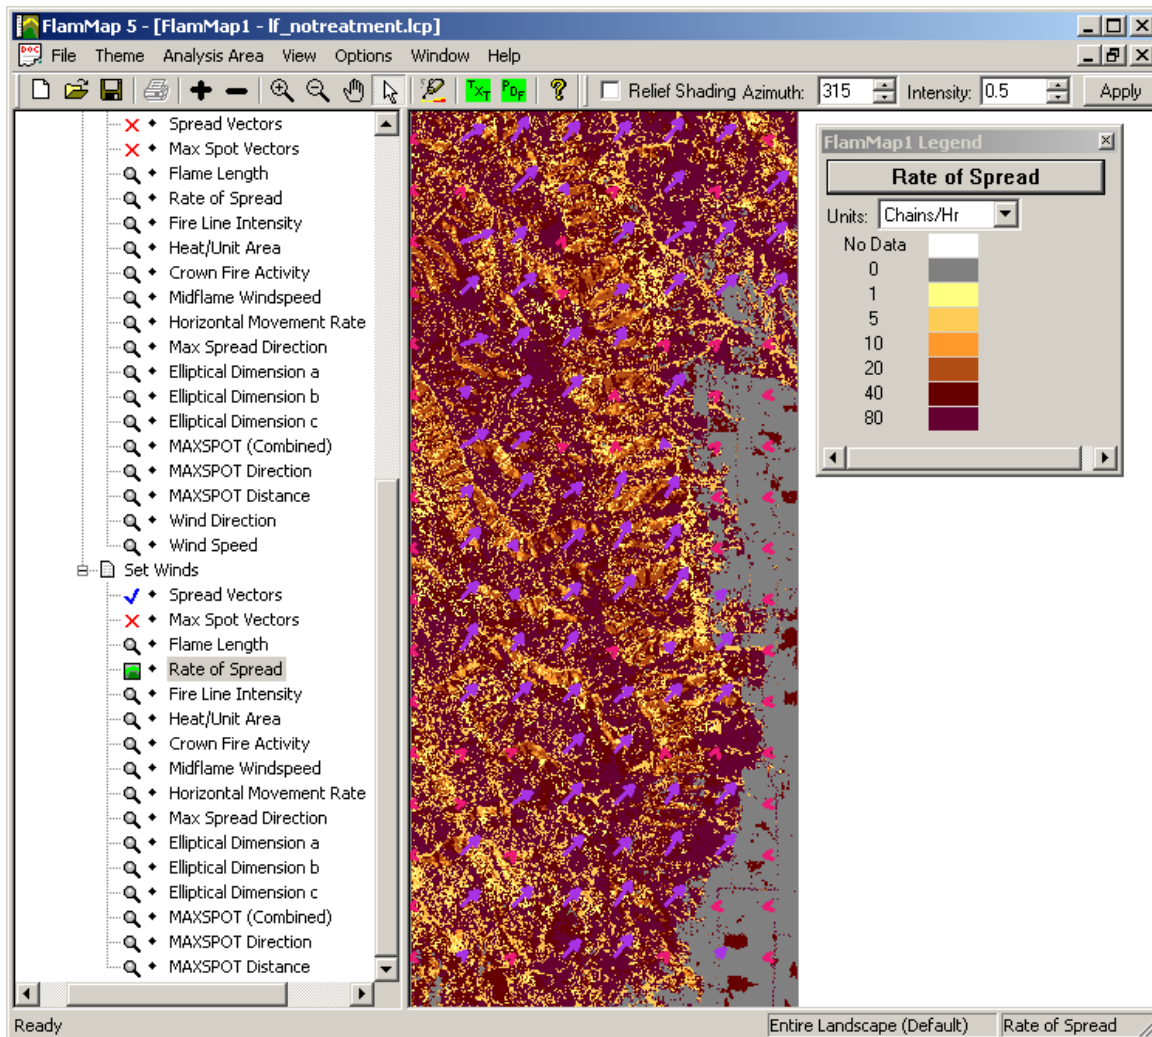 FlamMap 5 - [FlamMap1 - lf_notreatment.lcp]
DOC File Theme Analysis Area View Options Window Help
TXT PDF ? Relief Shading Azimuth: 315 Intensity: 0.5 Apply
Spread Vectors
Max Spot Vectors
Flame Length
Rate of Spread
Fire Line Intensity
Heat/Unit Area
Crown Fire Activity
Midflame Windspeed
Horizontal Movement Rate
Max Spread Direction
Elliptical Dimension a
Elliptical Dimension b
Elliptical Dimension c
MAXSPOT (Combined)
MAXSPOT Direction
MAXSPOT Distance
Wind Direction
Wind Speed
Set Winds
Spread Vectors
Max Spot Vectors
Flame Length
Rate of Spread
Fire Line Intensity
Heat/Unit Area
Crown Fire Activity
Midflame Windspeed
Horizontal Movement Rate
Max Spread Direction
Elliptical Dimension a
Elliptical Dimension b
Elliptical Dimension c
MAXSPOT (Combined)
MAXSPOT Direction
MAXSPOT Distance
FlamMap1 Legend
Rate of Spread
Units: Chains/Hr
No Data
0
1
5
10
20
40
80
Ready Entire Landscape (Default) Rate of Spread